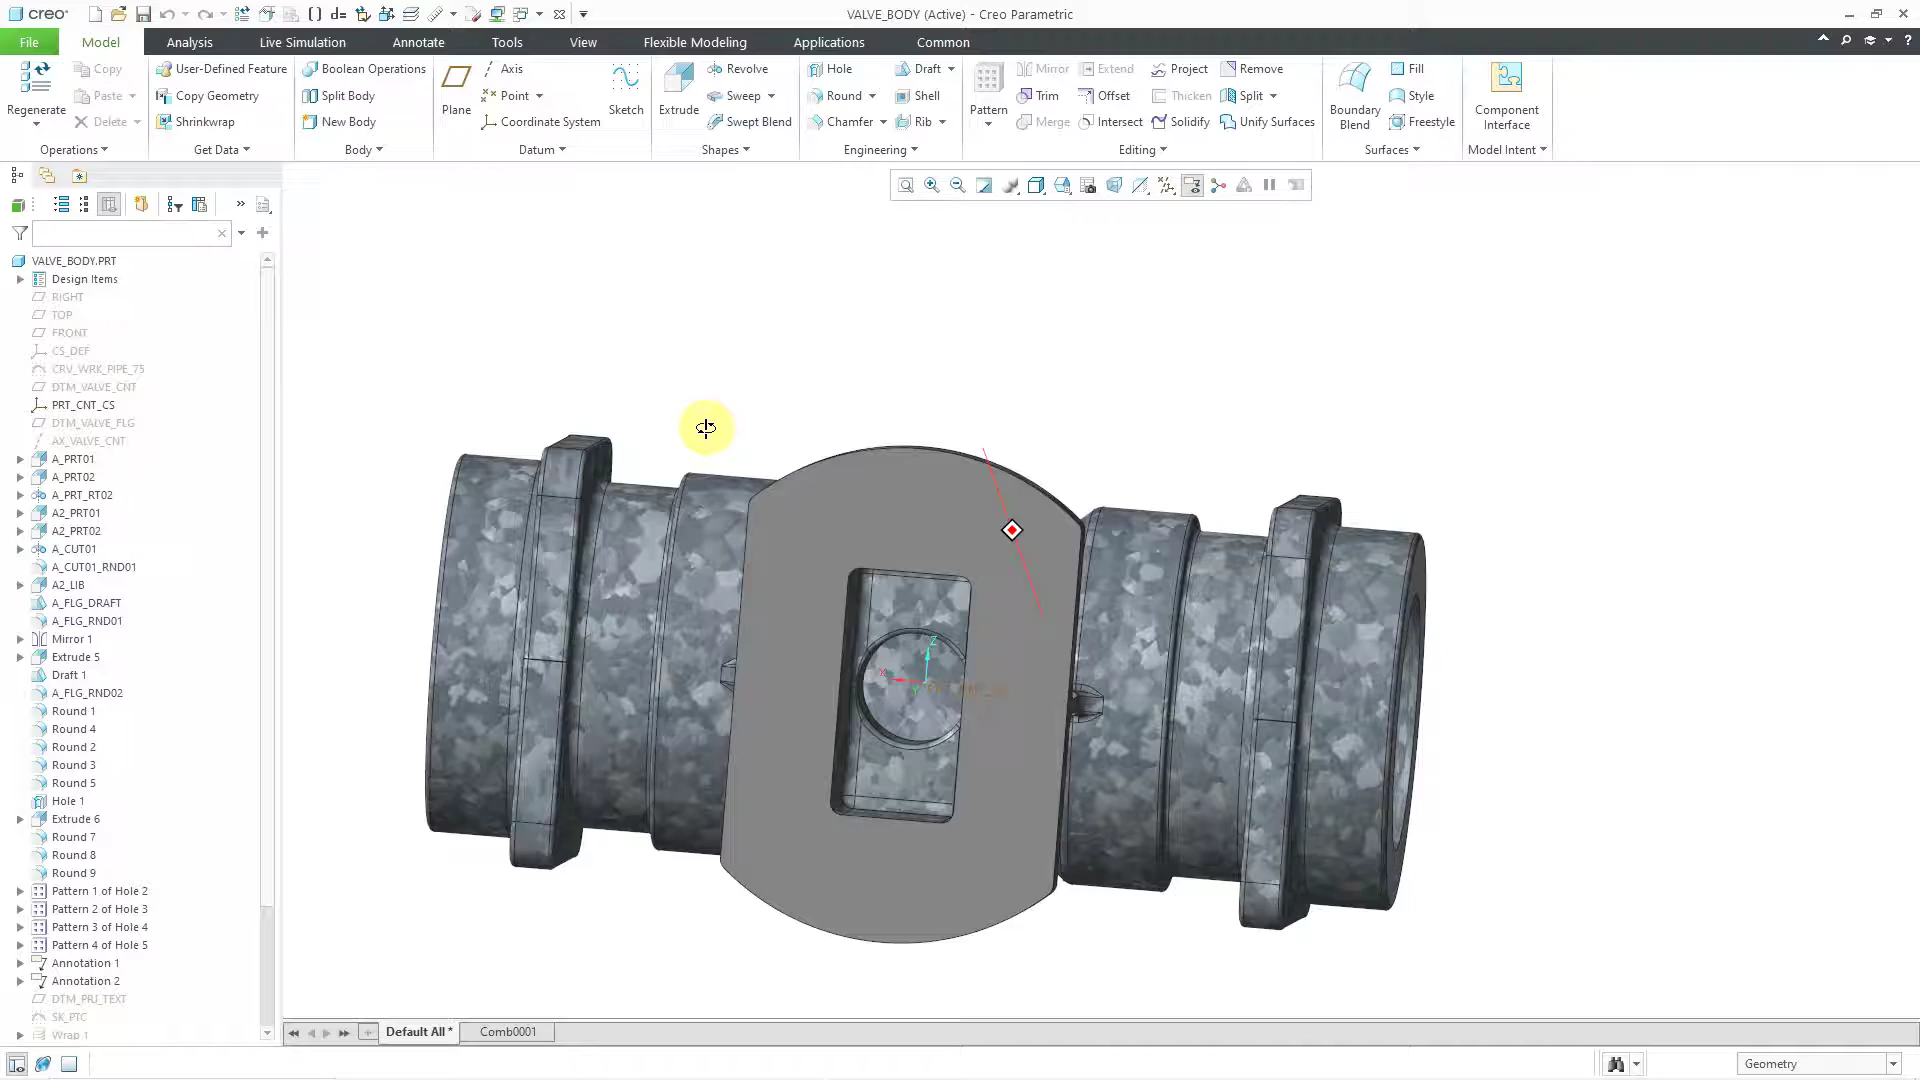 creo
VALVE_BODY (Active) - Creo Parametric
File Model Analysis Live Simulation Annotate Tools View Flexible Modeling Applications Common
Regenerate
Copy
Paste
Delete
Operations
User-Defined Feature
Copy Geometry
Shrinkwrap
Get Data
Boolean Operations
Split Body
New Body
Body
Plane
Axis
Point
Coordinate System
Sketch
Datum
Extrude
Revolve
Sweep
Swept Blend
Shapes
Hole
Round
Chamfer
Draft
Shell
Rib
Engineering
Pattern
Mirror
Trim
Merge
Extend
Offset
Intersect
Project
Thicken
Solidify
Remove
Split
Unify Surfaces
Editing
Boundary
Blend
Fill
Style
Freestyle
Surfaces
Component
Interface
Model Intent
VALVE_BODY.PRT
Design Items
RIGHT
TOP
FRONT
CS_DEF
CRV_WRK_PIPE_75
DTM_VALVE_CNT
PRT_CNT_CS
DTM_VALVE_FLG
AX_VALVE_CNT
A_PRT01
A_PRT02
A_PRT_RT02
A2_PRT01
A2_PRT02
A_CUT01
A_CUT01_RND01
A2_LIB
A_FLG_DRAFT
A_FLG_RND01
Mirror 1
Extrude 5
Draft 1
A_FLG_RND02
Round 1
Round 4
Round 2
Round 3
Round 5
Hole 1
Extrude 6
Round 7
Round 8
Round 9
Pattern 1 of Hole 2
Pattern 2 of Hole 3
Pattern 3 of Hole 4
Pattern 4 of Hole 5
Annotation 1
Annotation 2
DTM_PRJ_TEXT
SK_PTC
Wrap 1
Z
X
Y
Default All *
Comb0001
Geometry